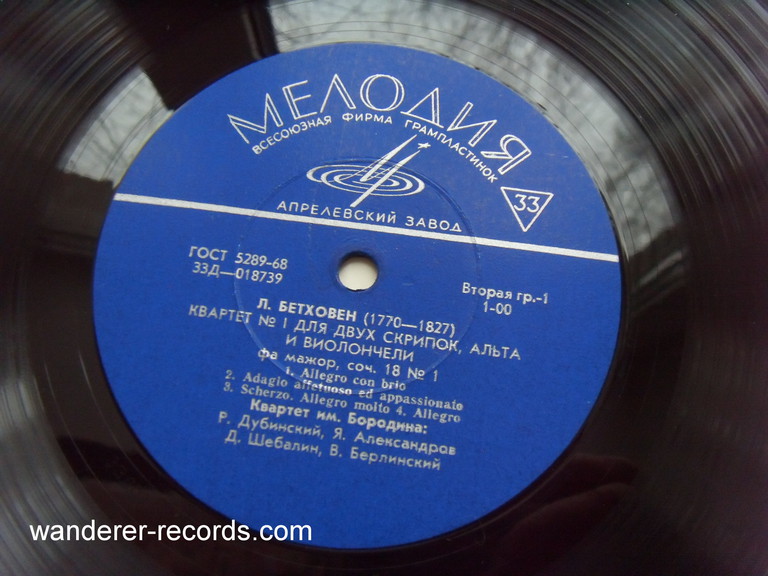 МЕЛОДИЯ
ВСЕСОЮЗНАЯ ФИРМА ГРАМПЛАСТИНОК
33
АПРЕЛЕВСКИЙ ЗАВОД
ГОСТ 5289-68
33Д—018739
Вторая гр.-1
1-00
Л. БЕТХОВЕН (1770—1827)
КВАРТЕТ № 1 ДЛЯ ДВУХ СКРИПОК, АЛЬТА
И ВИОЛОНЧЕЛИ
фа мажор, соч. 18 № 1
1. Allegro con brio
2. Adagio affetuoso ed appassionato
3. Scherzo. Allegro molto 4. Allegro
Квартет им. Бородина:
Р. Дубинский, Я. Александров
Д. Шебалин, В. Берлинский
wanderer-records.com